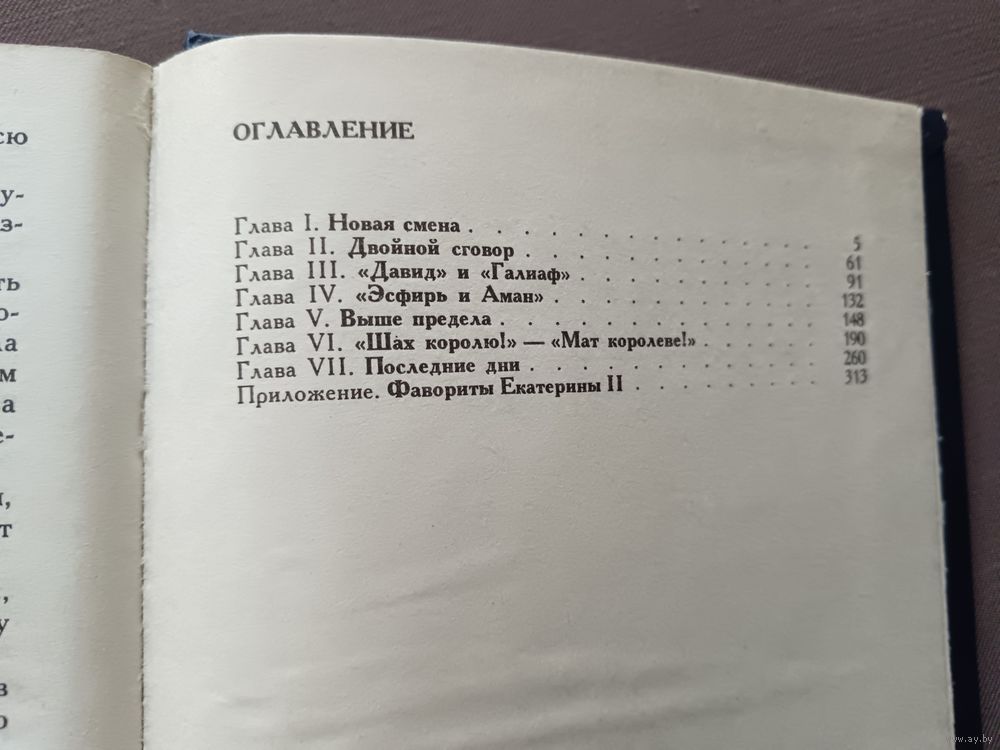 ОГЛАВЛЕНИЕ
Глава I. Новая смена . . . . . . . . . . . . . 5
Глава II. Двойной сговор . . . . . . . . . . . 61
Глава III. «Давид» и «Галиаф» . . . . . . . . . 91
Глава IV. «Эсфирь и Аман» . . . . . . . . . . 132
Глава V. Выше предела . . . . . . . . . . . . 148
Глава VI. «Шах королю!» — «Мат королеве!» . . . . 190
Глава VII. Последние дни . . . . . . . . . . . 260
Приложение. Фавориты Екатерины II . . . . . . . 313
www.ay.by